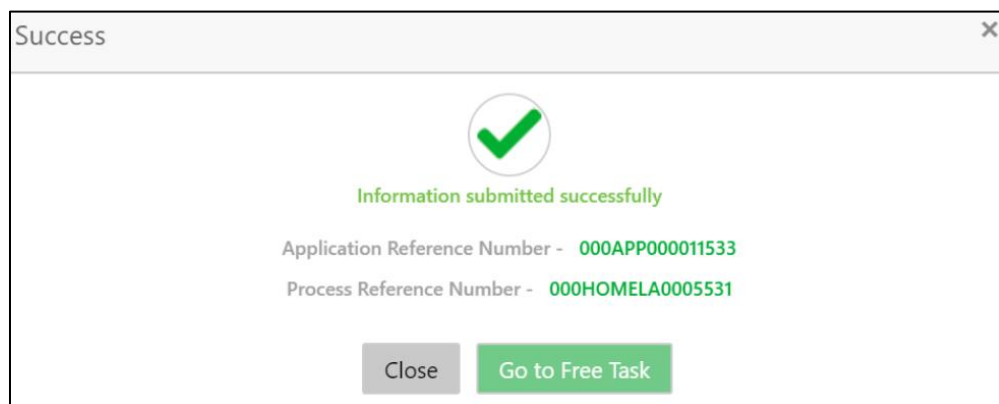 Success
Information submitted successfully
Application Reference Number - 000APP000011533
Process Reference Number - 000HOMELA0005531
Close
Go to Free Task